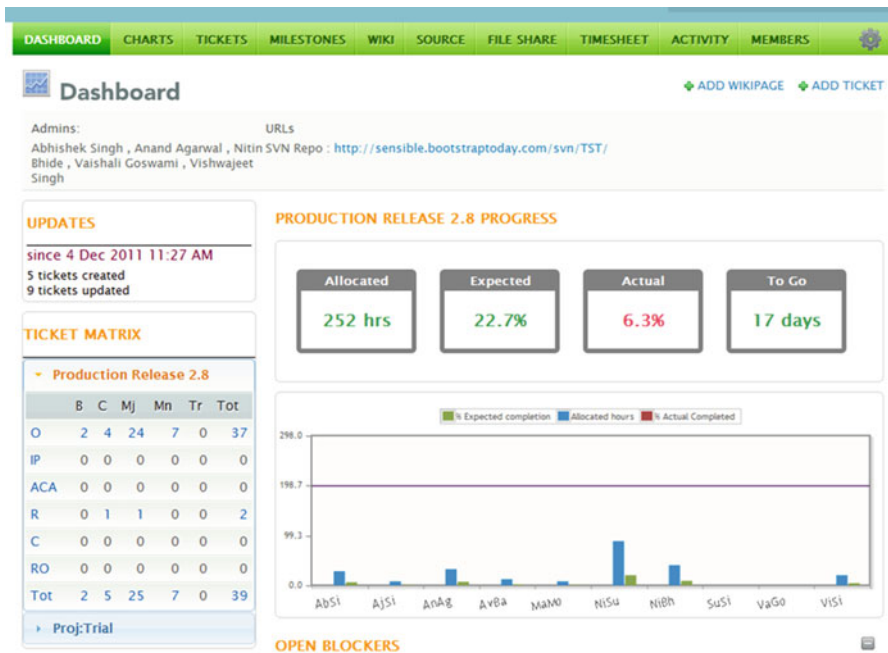 DASHBOARD CHARTS TICKETS MILESTONES WIKI SOURCE FILE SHARE TIMESHEET ACTIVITY MEMBERS
Dashboard
ADD WIKIPAGE ADD TICKET
Admins: URLs
Abhishek Singh , Anand Agarwal , Nitin SVN Repo : http://sensible.bootstraptoday.com/svn/TST/
Bhide , Vaishali Goswami , Vishwajeet
Singh
UPDATES
since 4 Dec 2011 11:27 AM
5 tickets created
9 tickets updated
TICKET MATRIX
Production Release 2.8
B C Mj Mn Tr Tot
O 2 4 24 7 0 37
IP 0 0 0 0 0 0
ACA 0 0 0 0 0 0
R 0 1 1 0 0 2
C 0 0 0 0 0 0
RO 0 0 0 0 0 0
Tot 2 5 25 7 0 39
Proj:Trial
PRODUCTION RELEASE 2.8 PROGRESS
Allocated Expected Actual To Go
252 hrs 22.7% 6.3% 17 days
% Expected completion Allocated hours % Actual Completed
298.0
198.7
99.3
0.0
AbSi AjSi AnAg AvBa MaMo NiSu NiBh SuSi VaGo ViSi
OPEN BLOCKERS